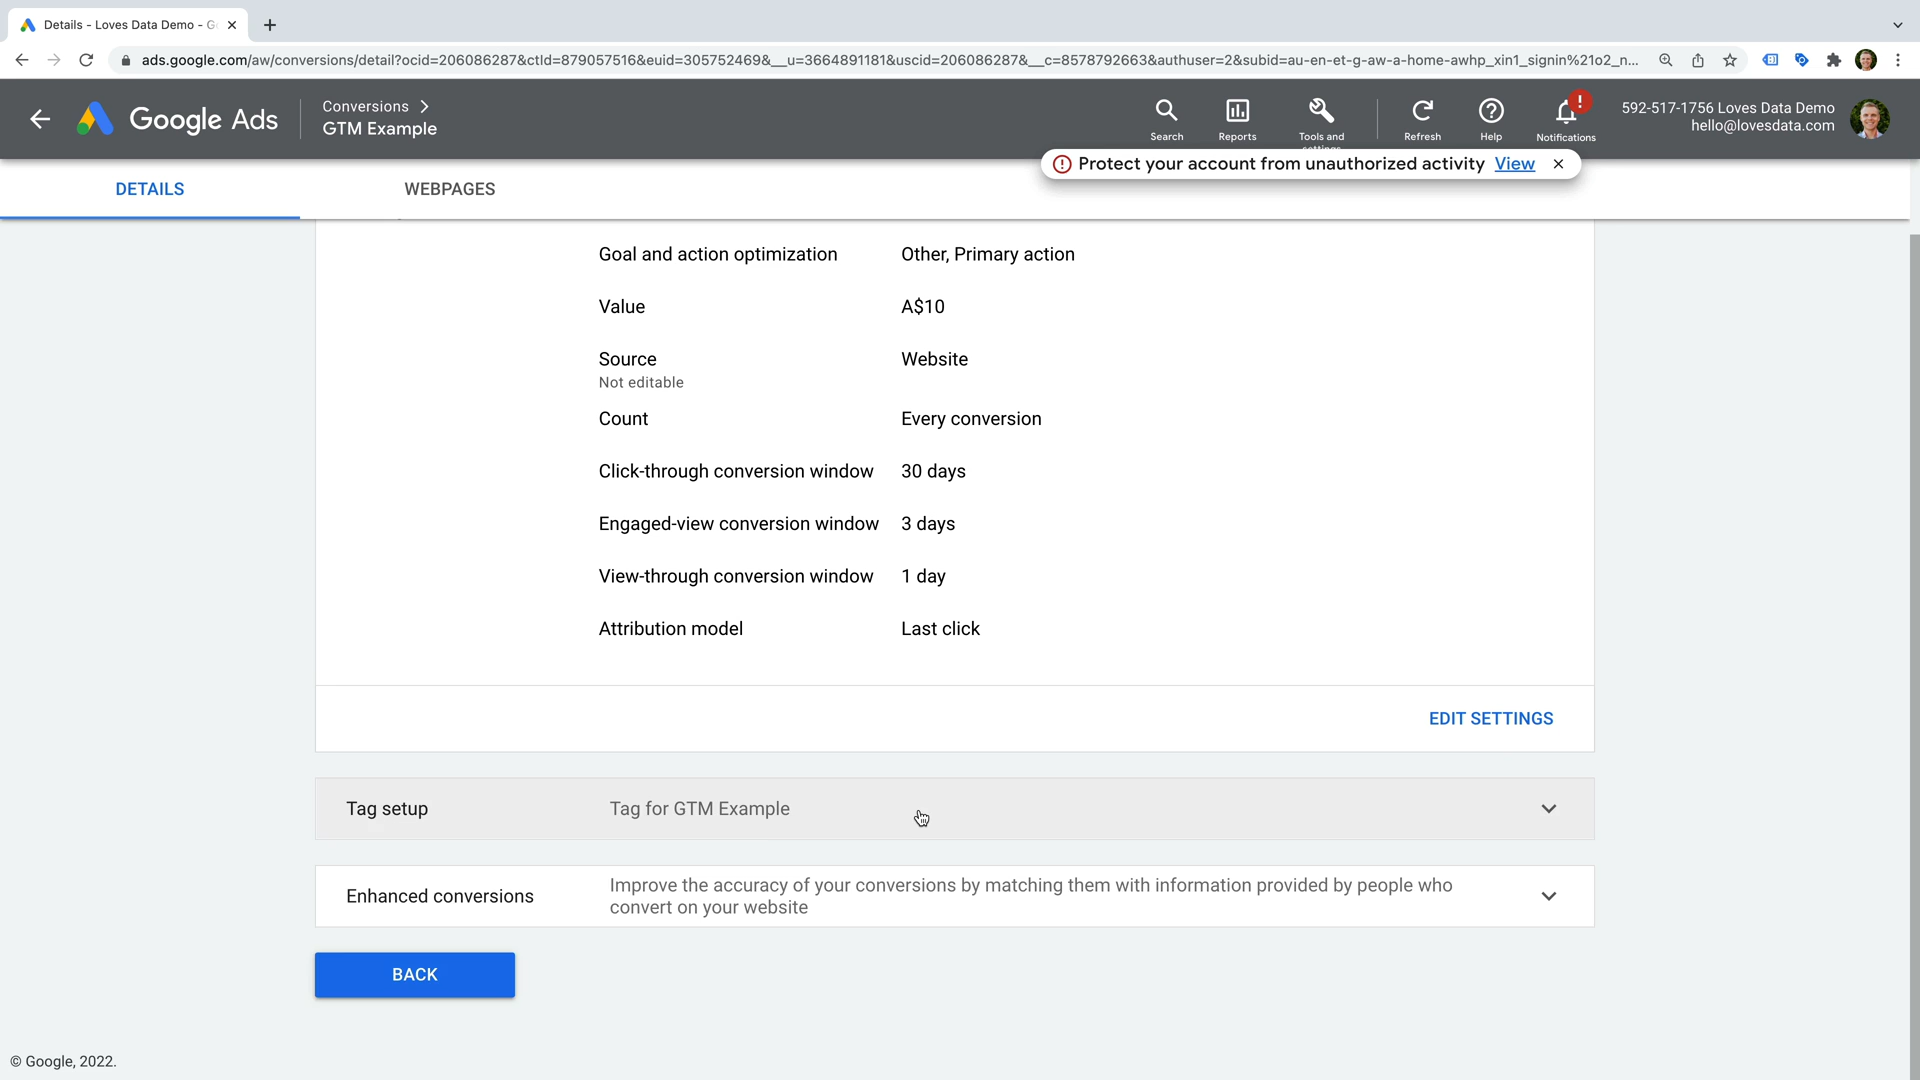 Details - Loves Data Demo - G
ads.google.com/aw/conversions/detail?ocid=206086287&ctId=879057516&euid=305752469&__u=3664891181&uscid=206086287&__c=8578792663&authuser=2&subid=au-en-et-g-aw-a-home-awhp_xin1_signin%21o2_n...
Google Ads
Conversions
GTM Example
Search
Reports
Tools and
settings
Refresh
Help
!
Notifications
592-517-1756 Loves Data Demo
hello@lovesdata.com
Protect your account from unauthorized activity View
DETAILS
WEBPAGES
Goal and action optimization Other, Primary action
Value A$10
Source Website
Not editable
Count Every conversion
Click-through conversion window 30 days
Engaged-view conversion window 3 days
View-through conversion window 1 day
Attribution model Last click
EDIT SETTINGS
Tag setup Tag for GTM Example
Enhanced conversions Improve the accuracy of your conversions by matching them with information provided by people who
convert on your website
BACK
© Google, 2022.